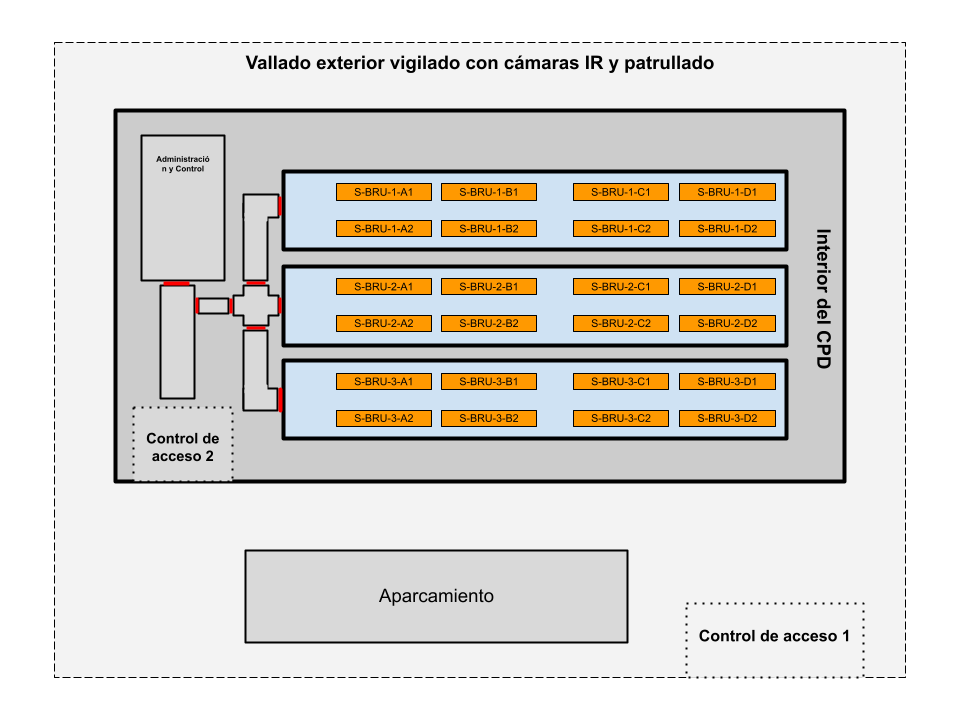 Vallado exterior vigilado con cámaras IR y patrullado
Administració
n y Control
S-BRU-1-A1 S-BRU-1-B1 S-BRU-1-C1 S-BRU-1-D1
S-BRU-1-A2 S-BRU-1-B2 S-BRU-1-C2 S-BRU-1-D2
S-BRU-2-A1 S-BRU-2-B1 S-BRU-2-C1 S-BRU-2-D1
S-BRU-2-A2 S-BRU-2-B2 S-BRU-2-C2 S-BRU-2-D2
S-BRU-3-A1 S-BRU-3-B1 S-BRU-3-C1 S-BRU-3-D1
S-BRU-3-A2 S-BRU-3-B2 S-BRU-3-C2 S-BRU-3-D2
Interior del CPD
Control de
acceso 2
Aparcamiento
Control de acceso 1